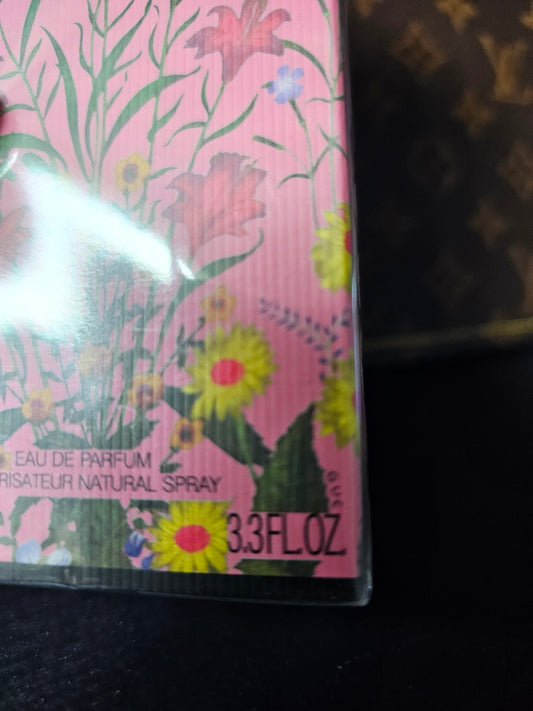 EAU DE PARFUM
RISATEUR NATURAL SPRAY
3.3FL.OZ.